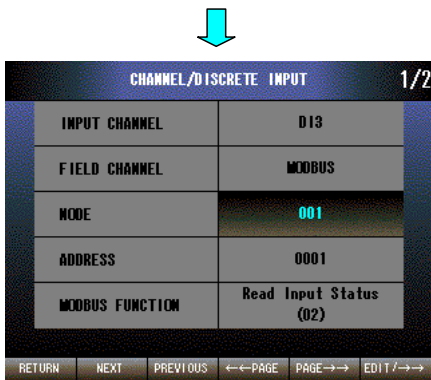 CHANNEL/DISCRETE INPUT 1/2
INPUT CHANNEL DI3
FIELD CHANNEL MODBUS
NODE 001
ADDRESS 0001
MODBUS FUNCTION Read Input Status
(02)
RETURN NEXT PREVIOUS ←←PAGE PAGE→→ EDIT/→→